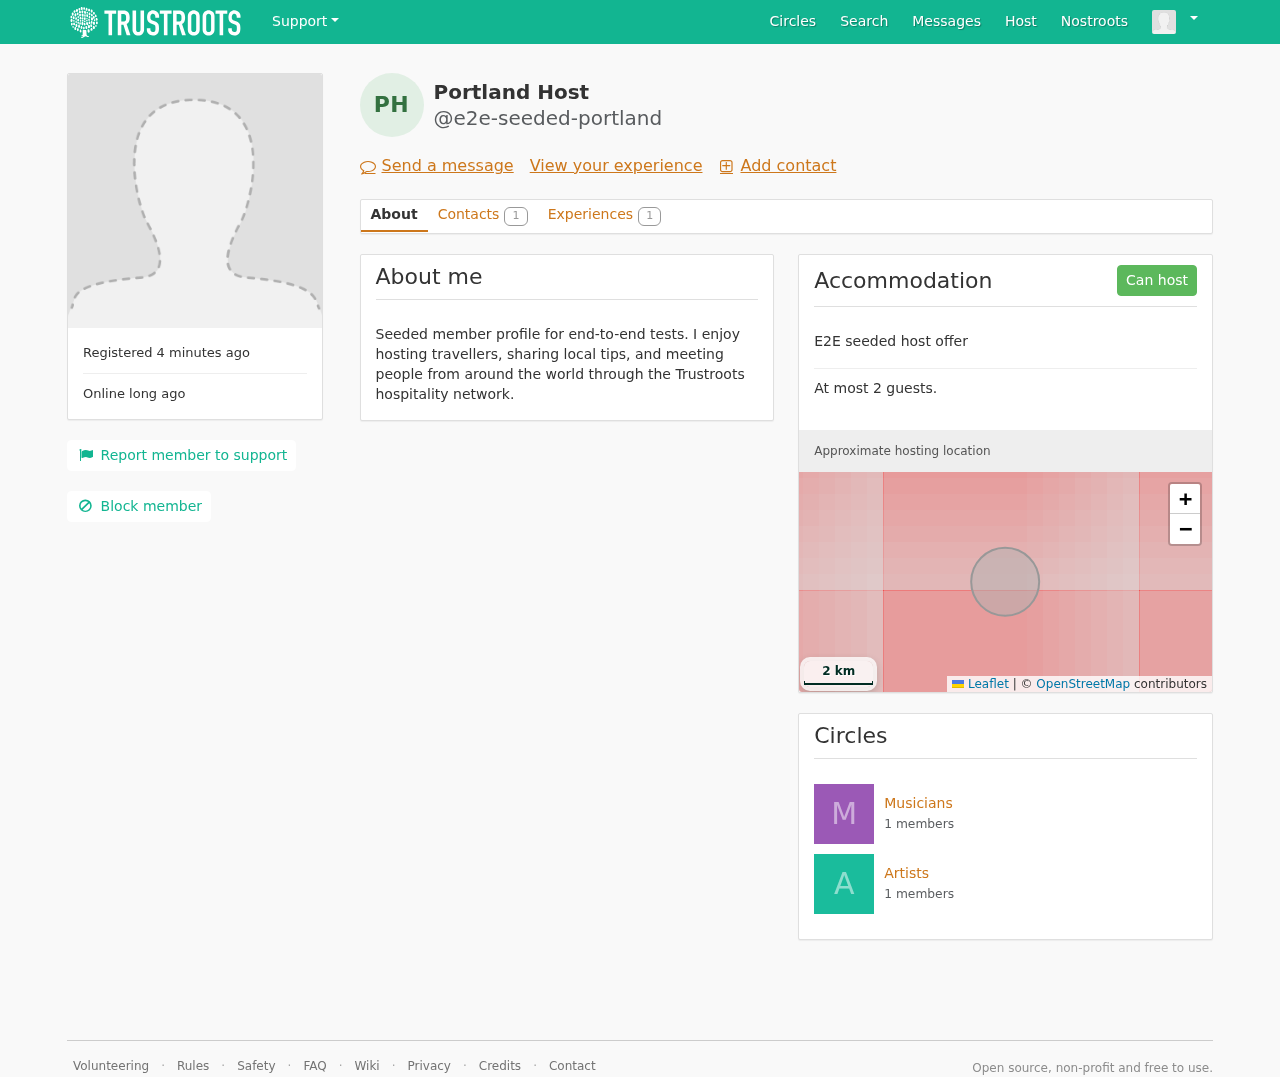 TRUSTROOTS Support Circles Search Messages Host Nostroots
PH
Portland Host
@e2e-seeded-portland
Send a message View your experience Add contact
About Contacts 1 Experiences 1
Registered 4 minutes ago
Online long ago
Report member to support
Block member
About me
Seeded member profile for end-to-end tests. I enjoy
hosting travellers, sharing local tips, and meeting
people from around the world through the Trustroots
hospitality network.
Accommodation Can host
E2E seeded host offer
At most 2 guests.
Approximate hosting location
+
−
2 km
Leaflet | © OpenStreetMap contributors
Circles
M
Musicians
1 members
A
Artists
1 members
Volunteering · Rules · Safety · FAQ · Wiki · Privacy · Credits · Contact
Open source, non-profit and free to use.